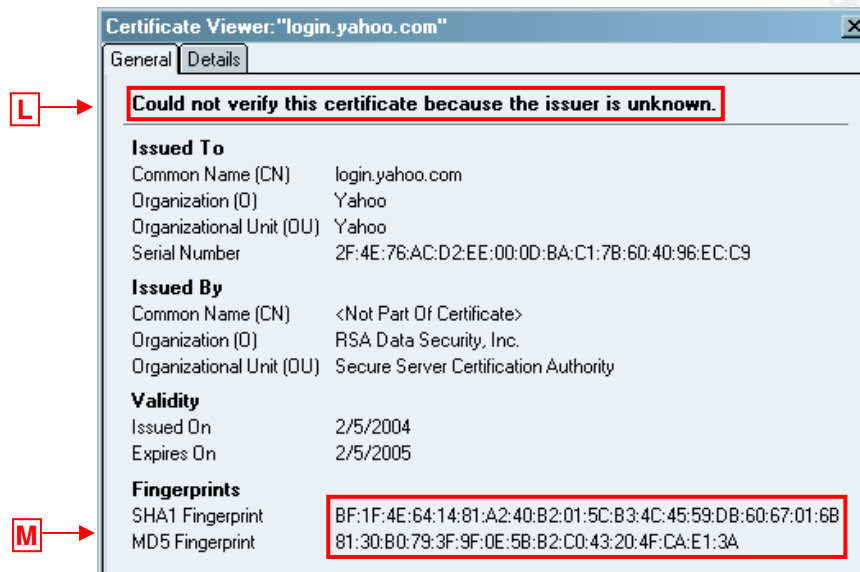 Certificate Viewer:"login.yahoo.com"
General Details
L
Could not verify this certificate because the issuer is unknown.
Issued To
Common Name (CN) login.yahoo.com
Organization (O) Yahoo
Organizational Unit (OU) Yahoo
Serial Number 2F:4E:76:AC:D2:EE:00:0D:BA:C1:7B:60:40:96:EC:C9
Issued By
Common Name (CN) <Not Part Of Certificate>
Organization (O) RSA Data Security, Inc.
Organizational Unit (OU) Secure Server Certification Authority
Validity
Issued On 2/5/2004
Expires On 2/5/2005
Fingerprints
SHA1 Fingerprint BF:1F:4E:64:14:81:A2:40:B2:01:5C:B3:4C:45:59:DB:60:67:01:6B
M
MD5 Fingerprint 81:30:B0:79:3F:9F:0E:5B:B2:C0:43:20:4F:CA:E1:3A